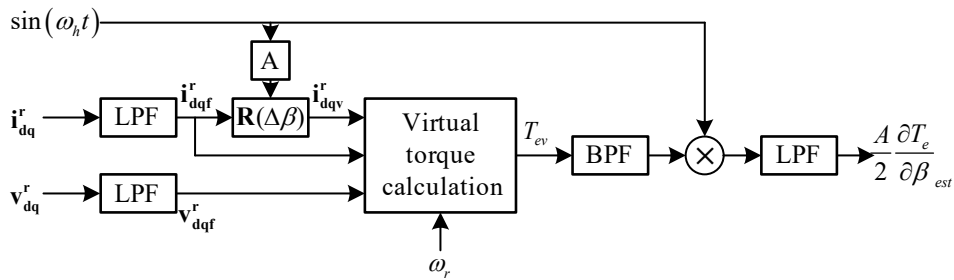 sin(ω_h t)
A
i^r_dq
LPF
i^r_dqf
R(Δβ)
i^r_dqv
Virtual
torque
calculation
T_ev
BPF
×
LPF
A/2 ∂T_e/∂β_est
v^r_dq
LPF
v^r_dqf
ω_r